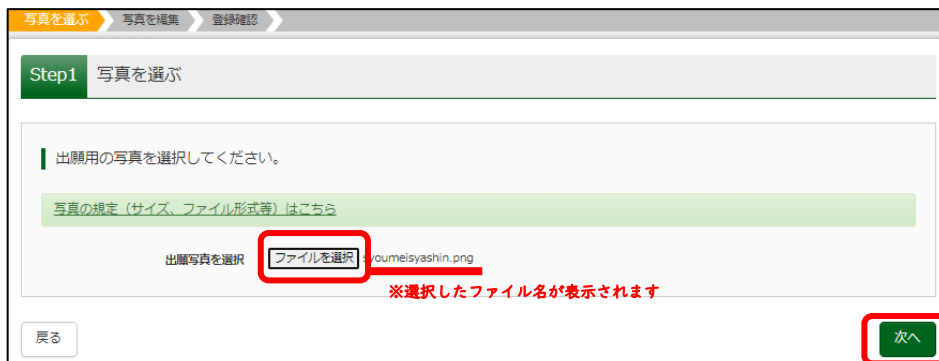 写真を選ぶ 写真を編集 登録確認
Step1 写真を選ぶ
出願用の写真を選択してください。
写真の規定（サイズ、ファイル形式等）はこちら
出願写真を選択 ファイルを選択 syoumeisyashin.png
※選択したファイル名が表示されます
戻る 次へ